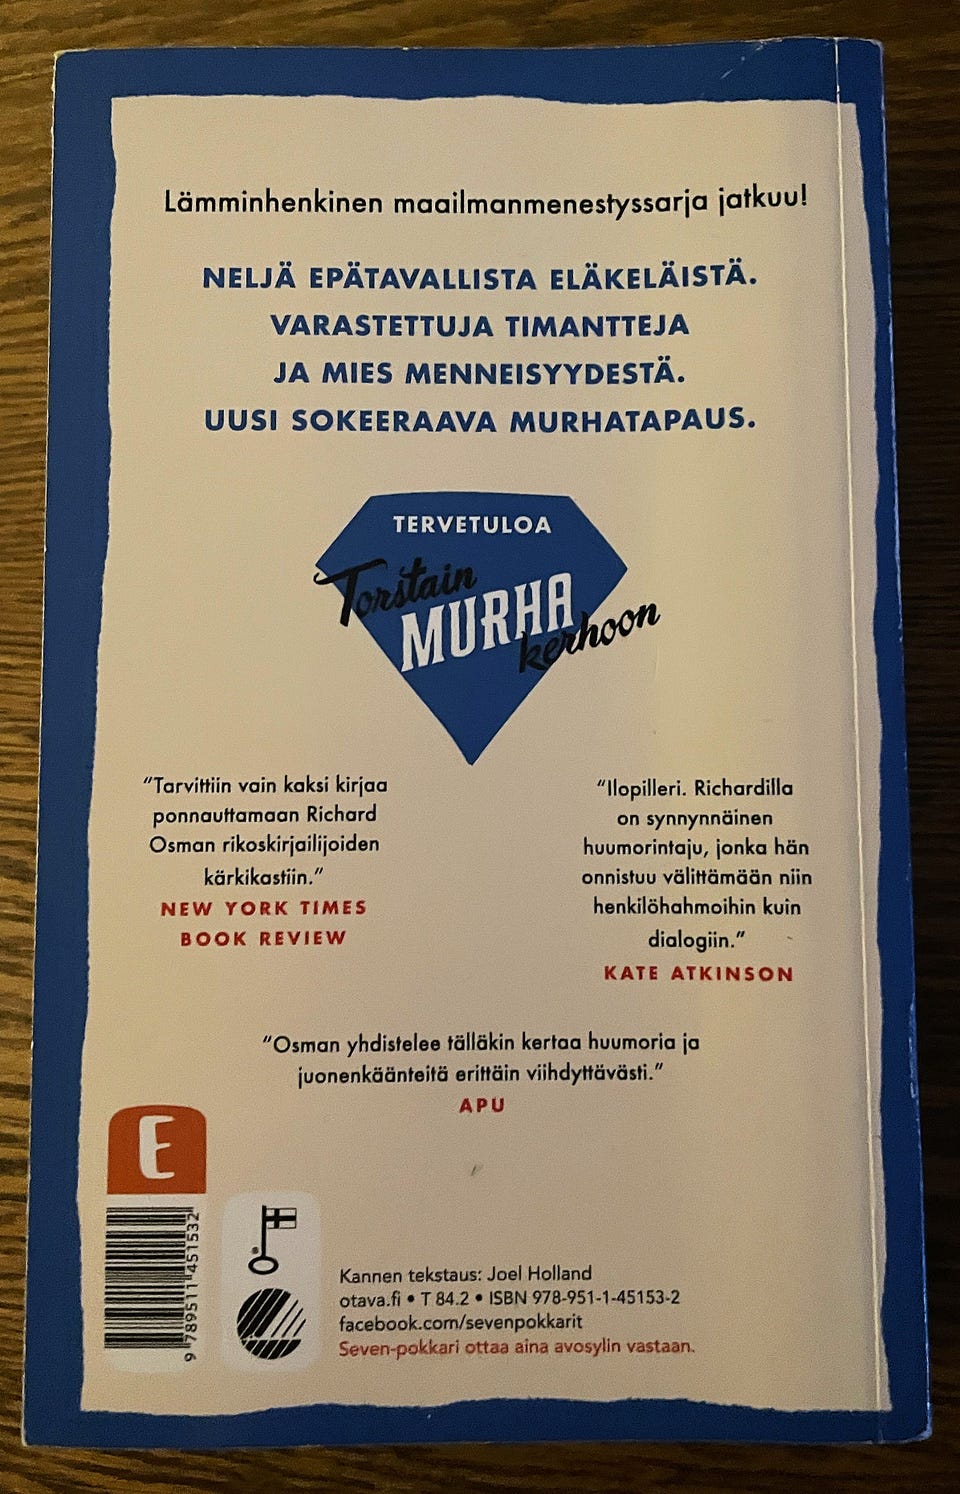 Lämminhenkinen maailmanmenestyssarja jatkuu!
NELJÄ EPÄTAVALLISTA ELÄKELÄISTÄ.
VARASTETTUJA TIMANTTEJA
JA MIES MENNEISYYDESTÄ.
UUSI SOKEERAAVA MURHATAPAUS.
TERVETULOA
Torstain
MURHA
kerhoon
“Tarvittiin vain kaksi kirjaa
ponnauttamaan Richard
Osman rikoskirjailijoiden
kärkikastiin.”
NEW YORK TIMES
BOOK REVIEW
“Ilopilleri. Richardilla
on synnynnäinen
huumorintaju, jonka hän
onnistuu välittämään niin
henkilöhahmoihin kuin
dialogiin.”
KATE ATKINSON
“Osman yhdistelee tälläkin kertaa huumoria ja
juonenkäänteitä erittäin viihdyttävästi.”
APU
E
9 789511 451532
Kannen tekstaus: Joel Holland
otava.fi • T 84.2 • ISBN 978-951-1-45153-2
facebook.com/sevenpokkarit
Seven-pokkari ottaa aina avosylin vastaan.